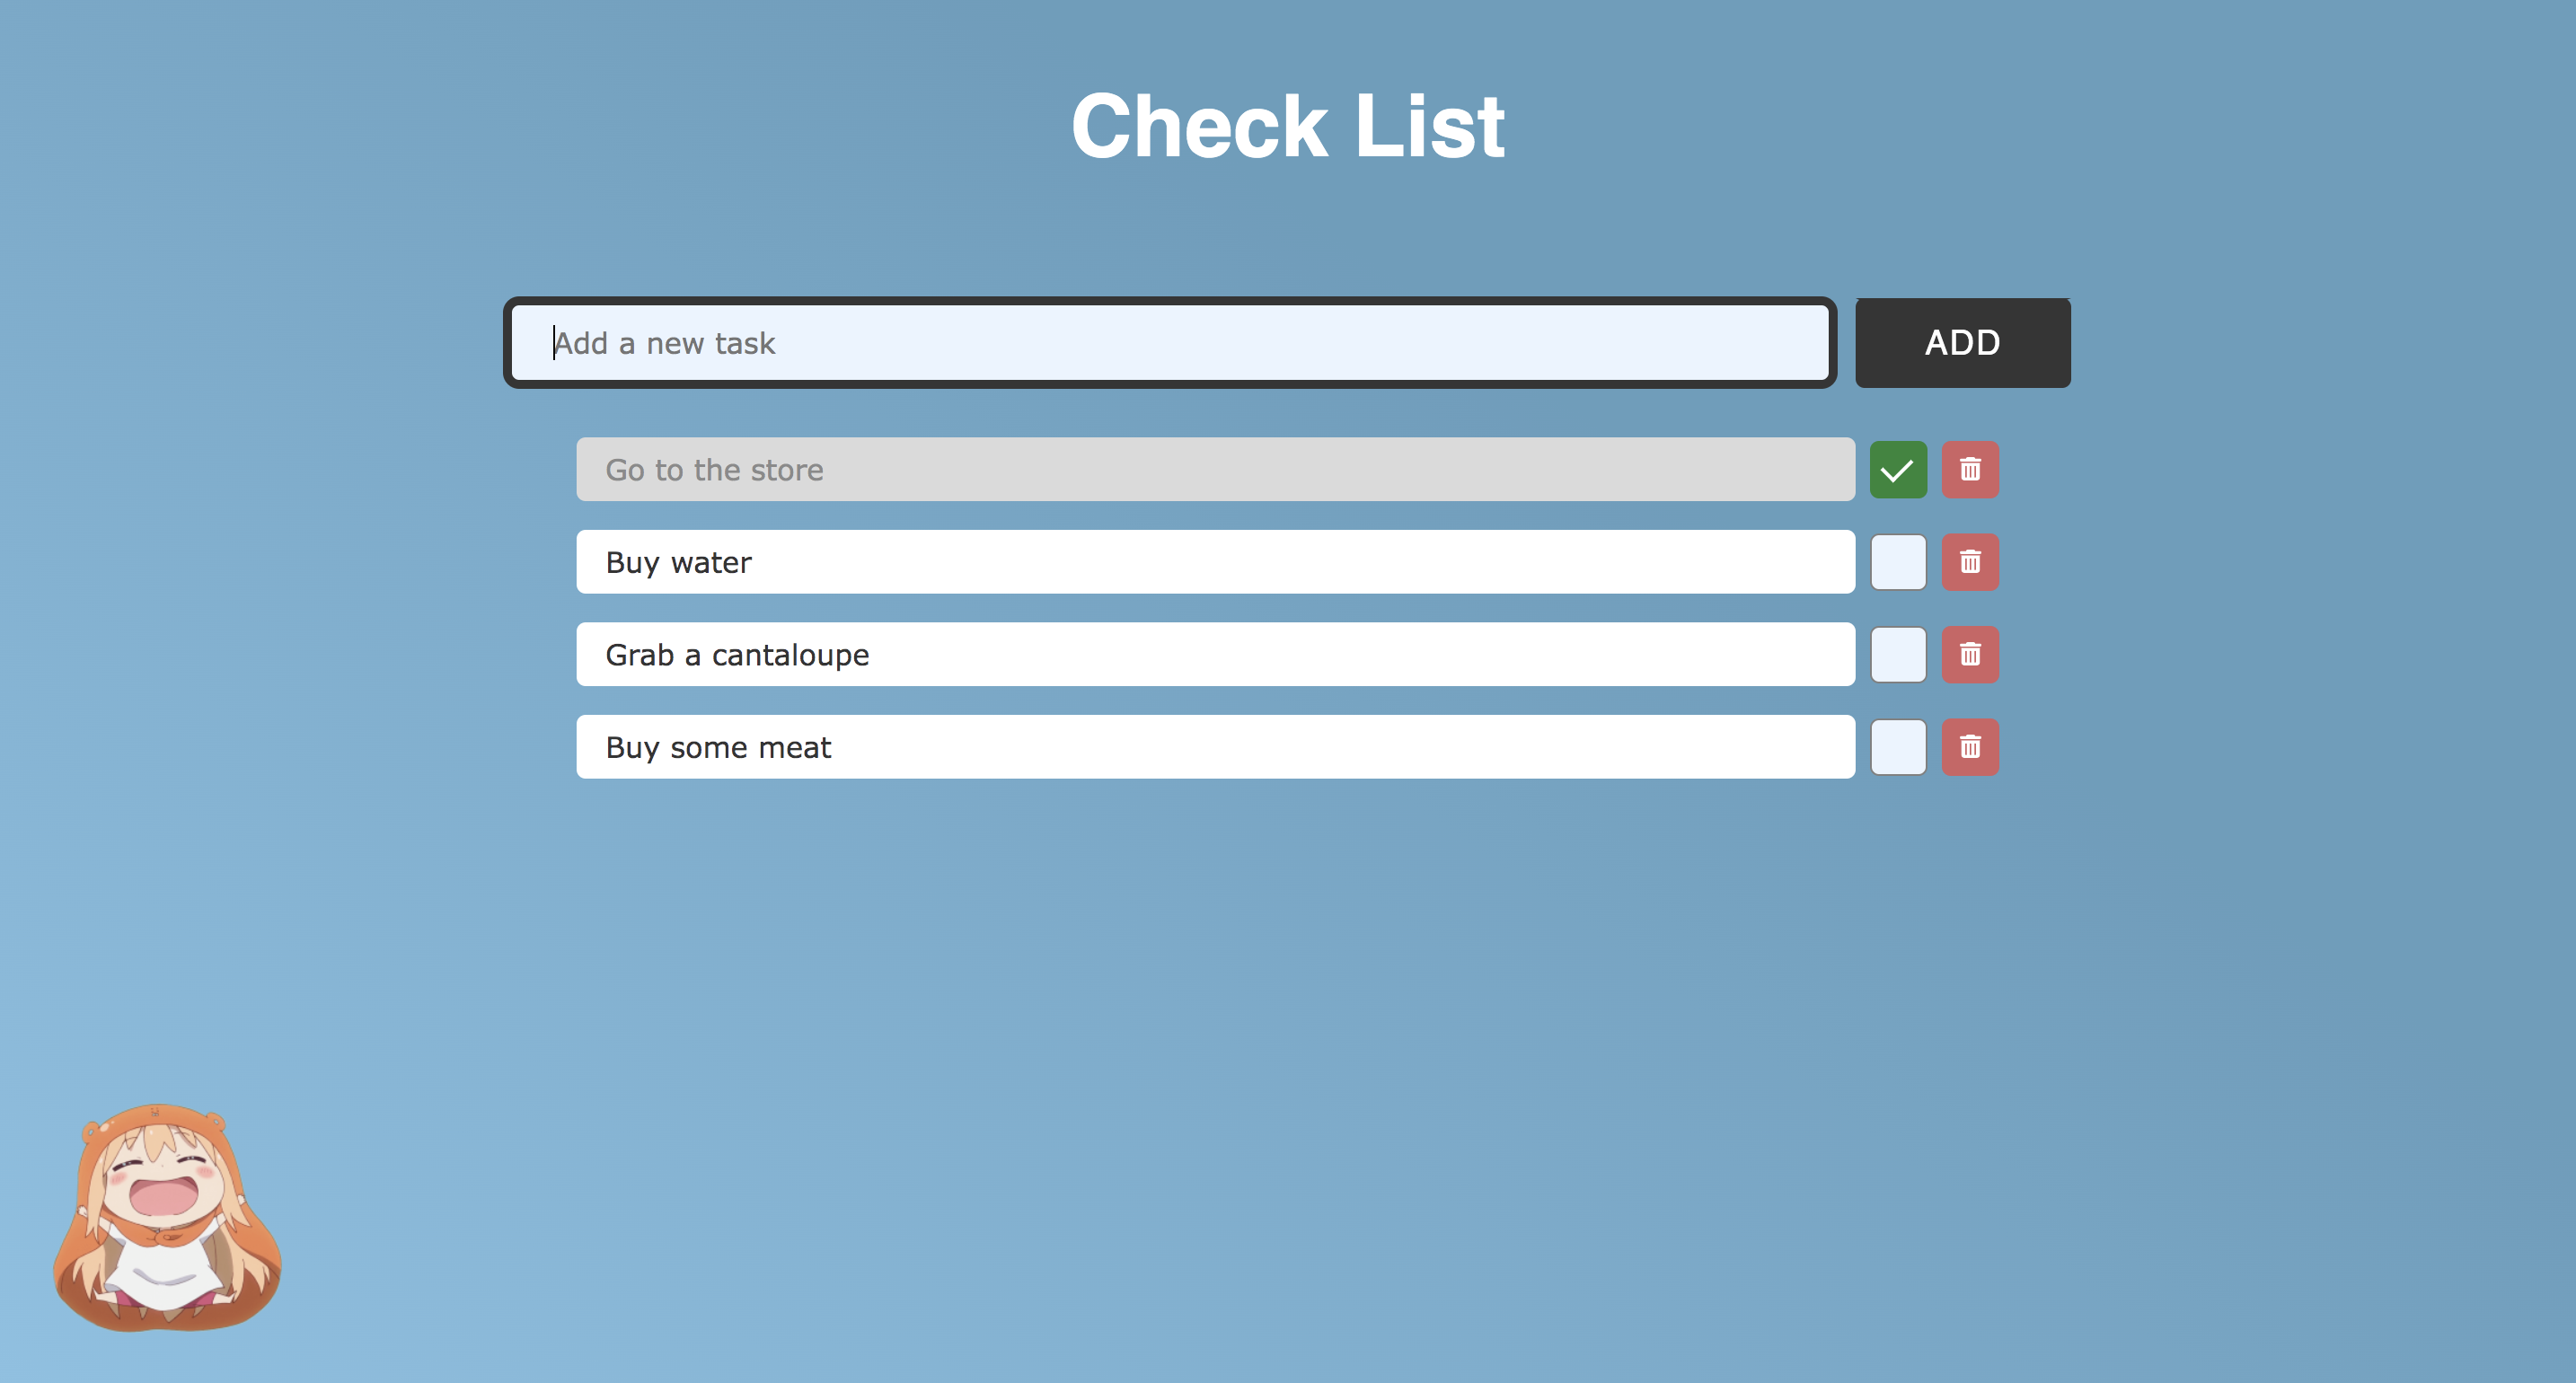 Check List
Add a new task
ADD
Go to the store
Buy water
Grab a cantaloupe
Buy some meat